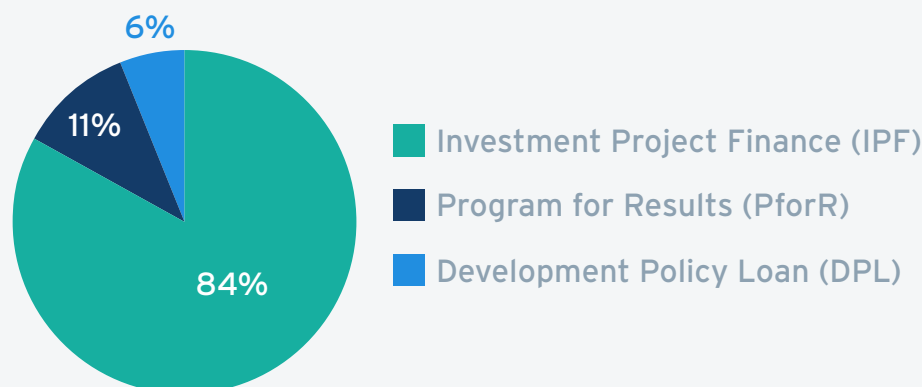 6%
11%
84%
Investment Project Finance (IPF)
Program for Results (PforR)
Development Policy Loan (DPL)